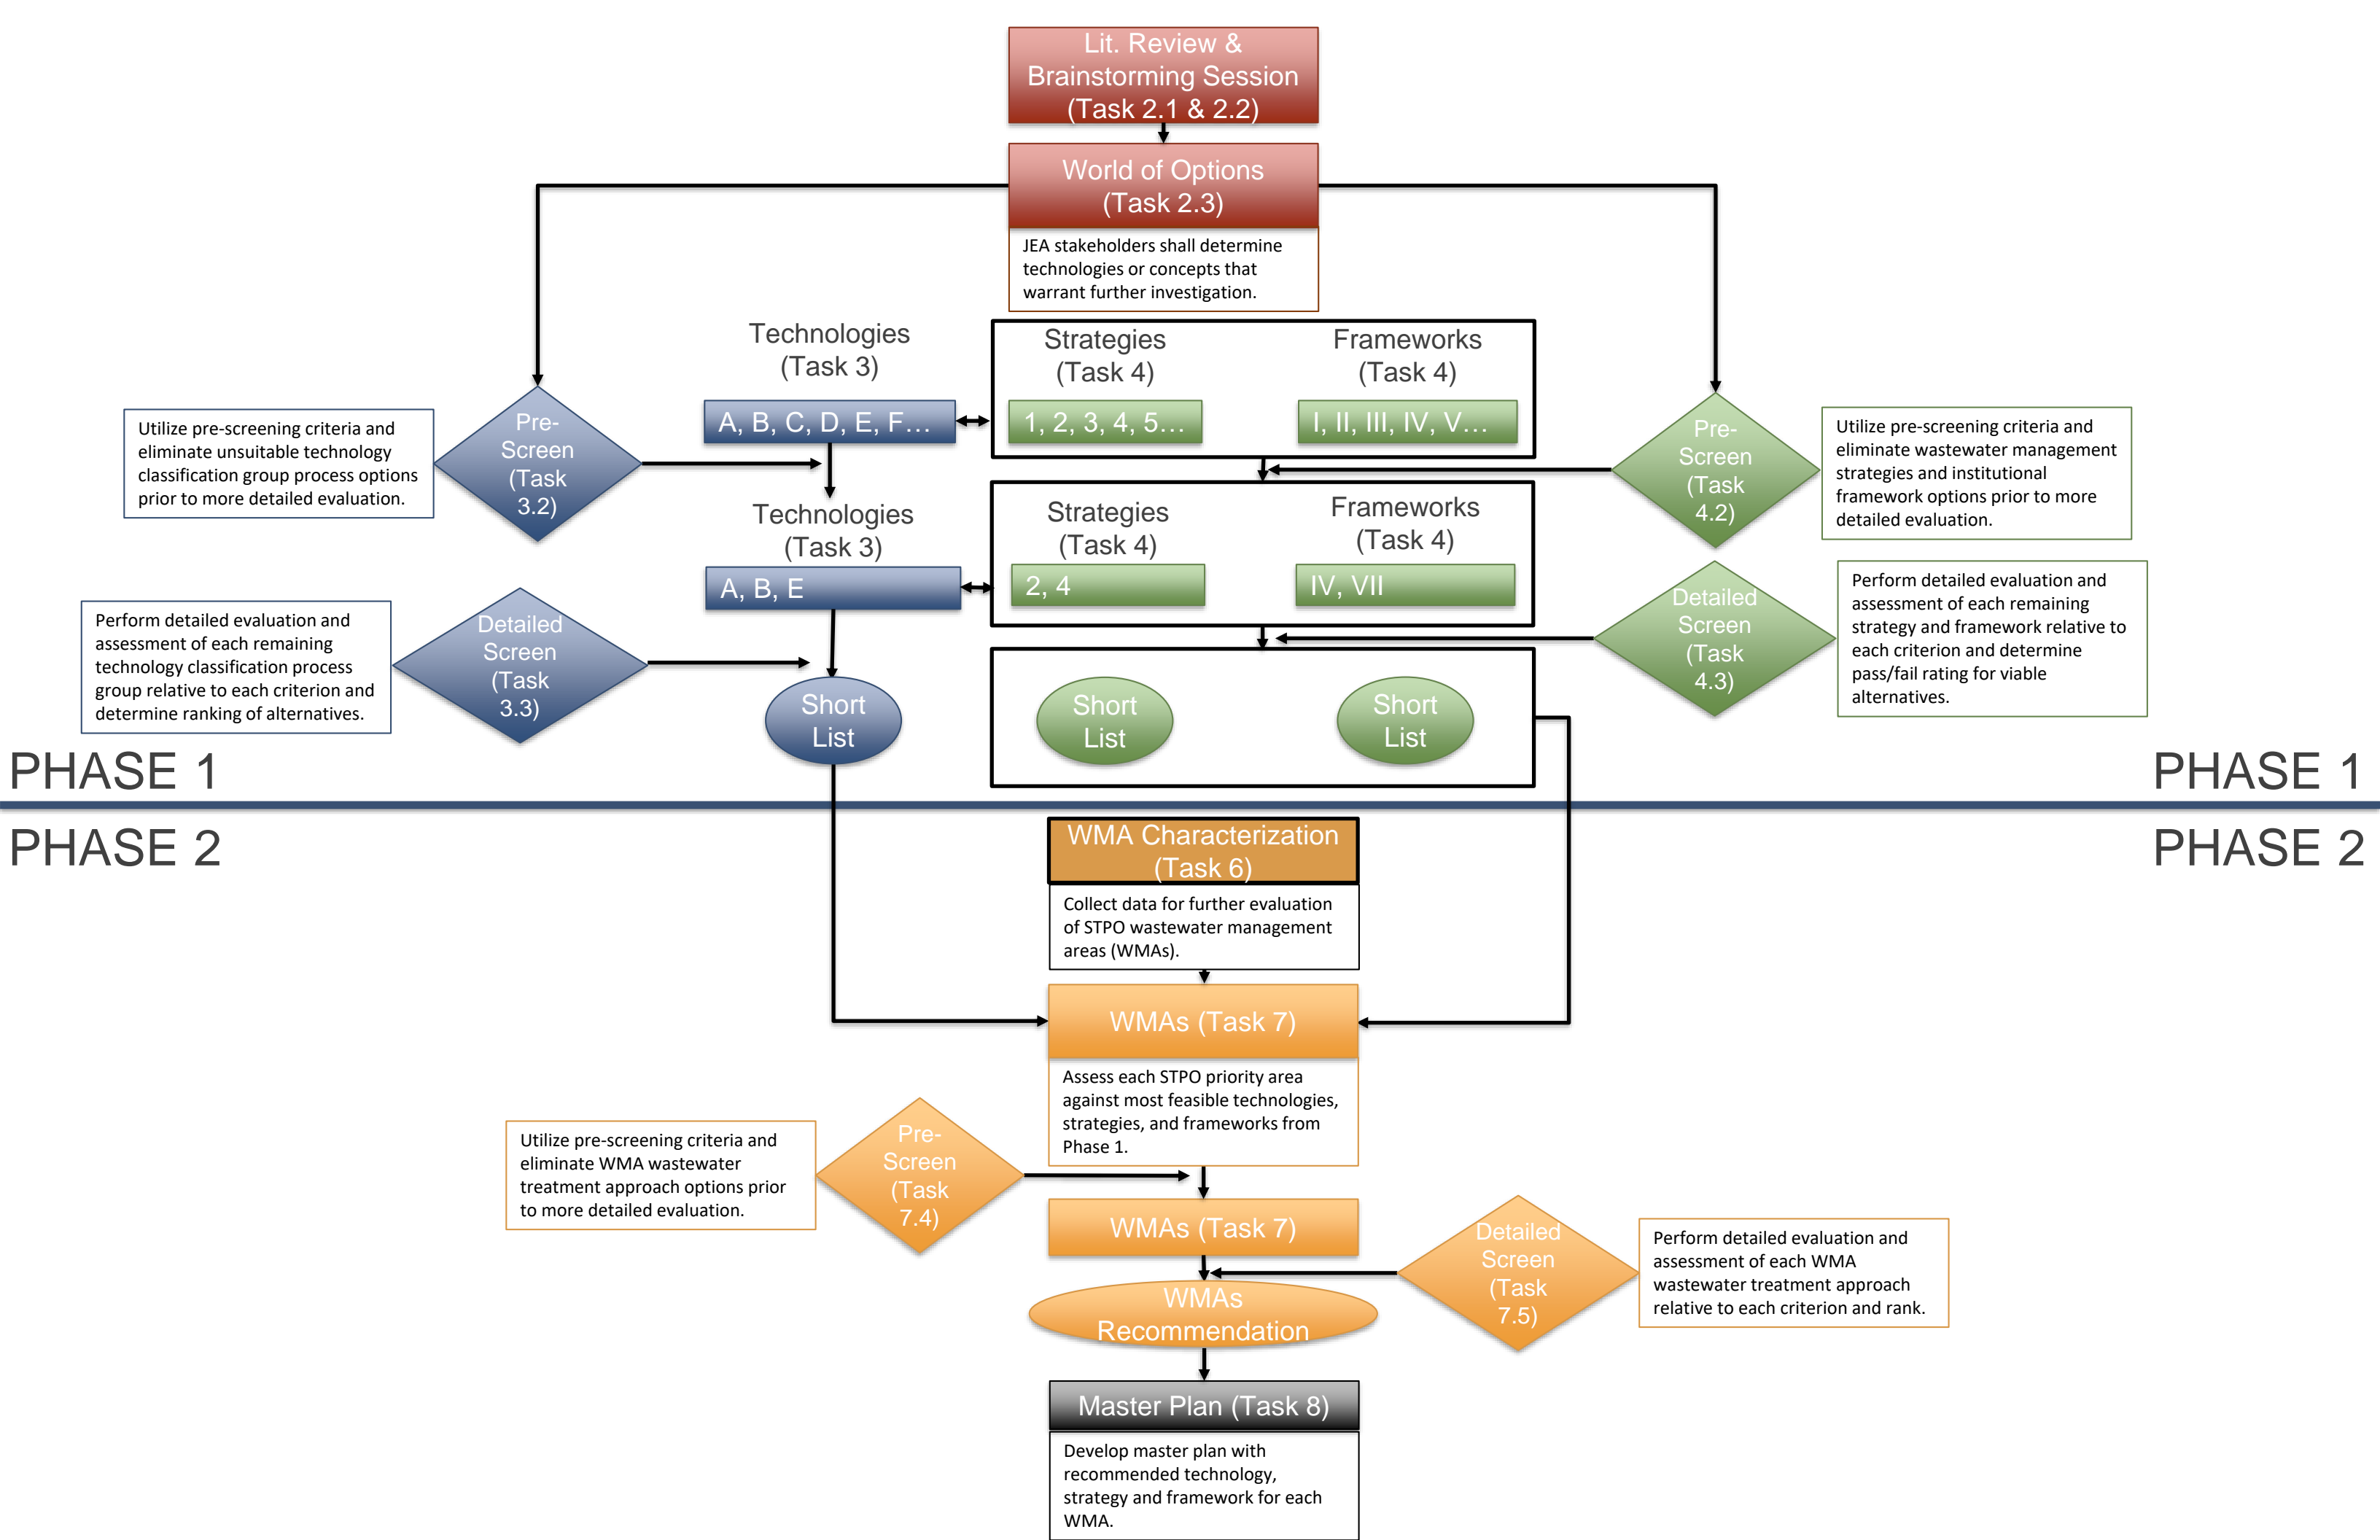 Lit. Review &
Brainstorming Session
(Task 2.1 & 2.2)
World of Options
(Task 2.3)
JEA stakeholders shall determine
technologies or concepts that
warrant further investigation.
Technologies
(Task 3)
Strategies
(Task 4)
Frameworks
(Task 4)
A, B, C, D, E, F…
1, 2, 3, 4, 5…
I, II, III, IV, V…
Utilize pre-screening criteria and
eliminate unsuitable technology
classification group process options
prior to more detailed evaluation.
Pre-
Screen
(Task
3.2)
Pre-
Screen
(Task
4.2)
Utilize pre-screening criteria and
eliminate wastewater management
strategies and institutional
framework options prior to more
detailed evaluation.
Technologies
(Task 3)
Strategies
(Task 4)
Frameworks
(Task 4)
A, B, E
2, 4
IV, VII
Perform detailed evaluation and
assessment of each remaining
technology classification process
group relative to each criterion and
determine ranking of alternatives.
Detailed
Screen
(Task
3.3)
Detailed
Screen
(Task
4.3)
Perform detailed evaluation and
assessment of each remaining
strategy and framework relative to
each criterion and determine
pass/fail rating for viable
alternatives.
Short
List
Short
List
Short
List
PHASE 1
PHASE 1
PHASE 2
PHASE 2
WMA Characterization
(Task 6)
Collect data for further evaluation
of STPO wastewater management
areas (WMAs).
WMAs (Task 7)
Assess each STPO priority area
against most feasible technologies,
strategies, and frameworks from
Phase 1.
Utilize pre-screening criteria and
eliminate WMA wastewater
treatment approach options prior
to more detailed evaluation.
Pre-
Screen
(Task
7.4)
WMAs (Task 7)
Detailed
Screen
(Task
7.5)
Perform detailed evaluation and
assessment of each WMA
wastewater treatment approach
relative to each criterion and rank.
WMAs
Recommendation
Master Plan (Task 8)
Develop master plan with
recommended technology,
strategy and framework for each
WMA.